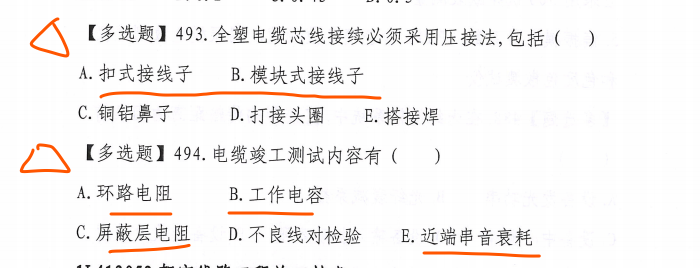 【多选题】493.全塑电缆芯线接续必须采用压接法,包括（ ）
A.扣式接线子 B.模块式接线子
C.铜铝鼻子 D.打接头圈 E.搭接焊
【多选题】494.电缆竣工测试内容有（ ）
A.环路电阻 B.工作电容
C.屏蔽层电阻 D.不良线对检验 E.近端串音衰耗